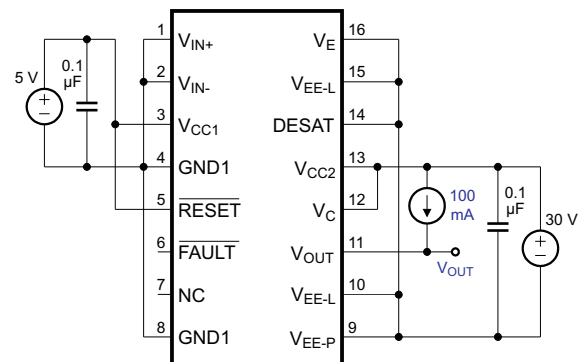 1 V_IN+
2 V_IN-
3 V_CC1
4 GND1
5 RESET
6 FAULT
7 NC
8 GND1
16 V_E
15 V_EE-L
14 DESAT
13 V_CC2
12 V_C
11 V_OUT
10 V_EE-L
9 V_EE-P
5 V
0.1
µF
100
mA
0.1
µF
30 V
V_OUT